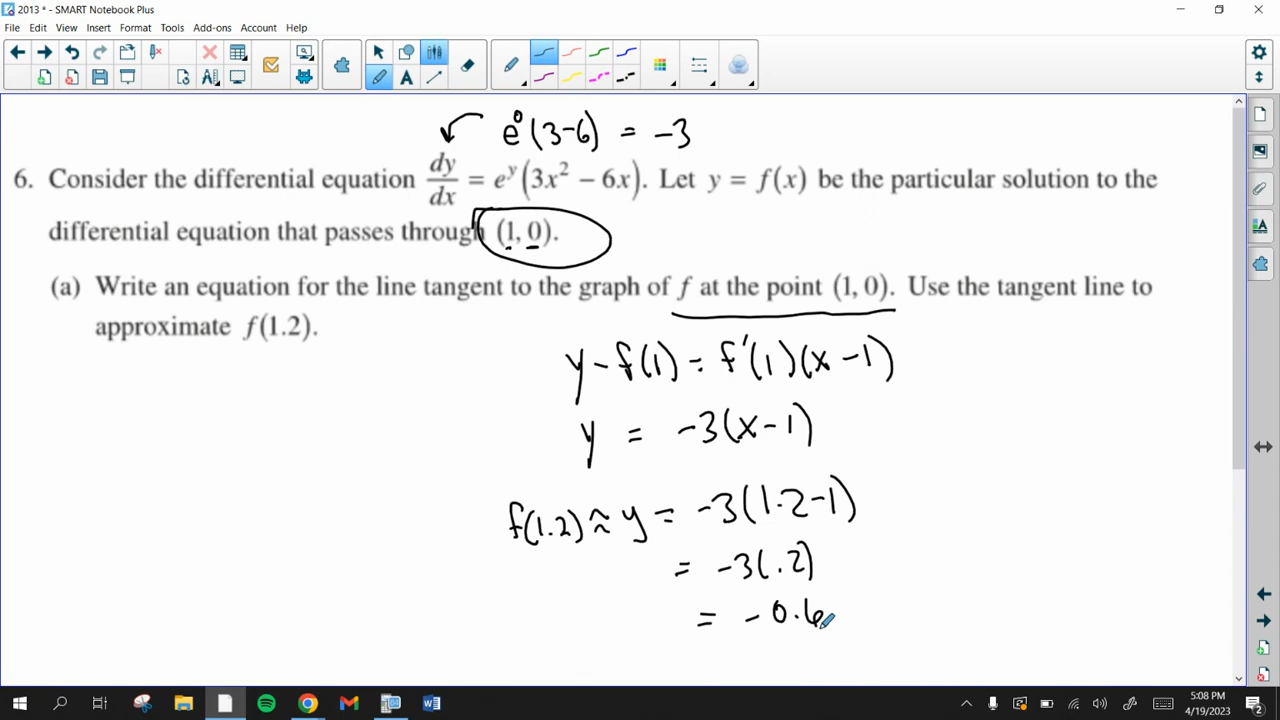 2013 * - SMART Notebook Plus
File Edit View Insert Format Tools Add-ons Account Help
e⁰(3-6) = -3
6. Consider the differential equation dy/dx = eʸ(3x² − 6x). Let y = f(x) be the particular solution to the
differential equation that passes through (1, 0).
(a) Write an equation for the line tangent to the graph of f at the point (1, 0). Use the tangent line to
approximate f(1.2).
y-f(1) = f'(1)(x-1)
y = -3(x-1)
f(1.2) ≈ y = -3(1.2-1)
= -3(.2)
= -0.6
5:08 PM
4/19/2023
2